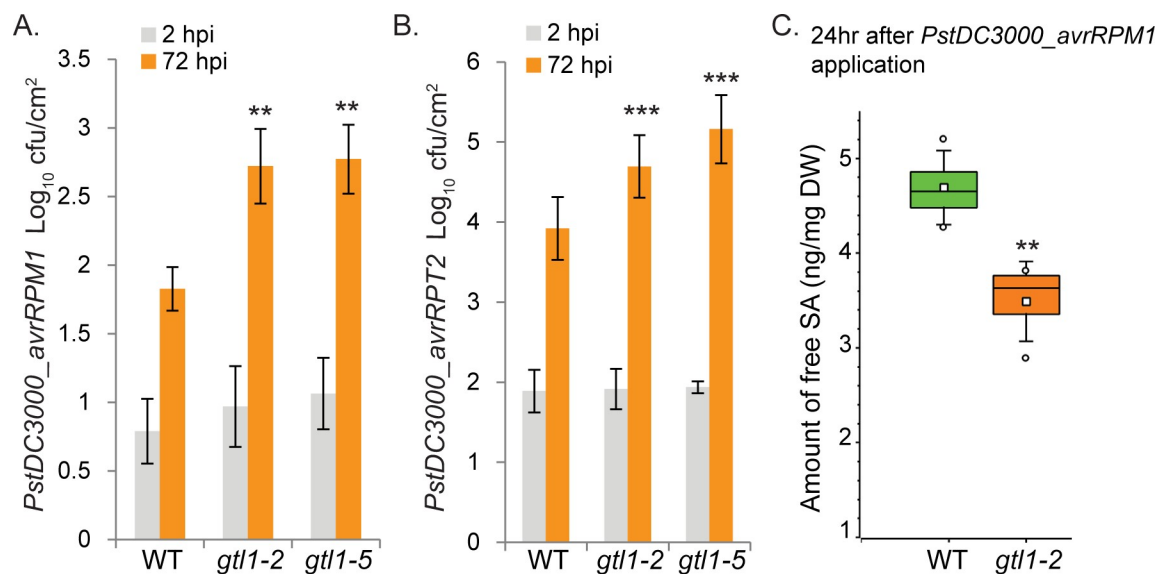 A.
2 hpi
72 hpi
PstDC3000_avrRPM1 Log10 cfu/cm2
3.5
3
2.5
2
1.5
1
0.5
0
**
**
WT
gtl1-2
gtl1-5
B.
2 hpi
72 hpi
PstDC3000_avrRPT2 Log10 cfu/cm2
6
5
4
3
2
1
0
***
***
WT
gtl1-2
gtl1-5
C. 24hr after PstDC3000_avrRPM1
application
Amount of free SA (ng/mg DW)
5
4
3
2
1
**
WT
gtl1-2